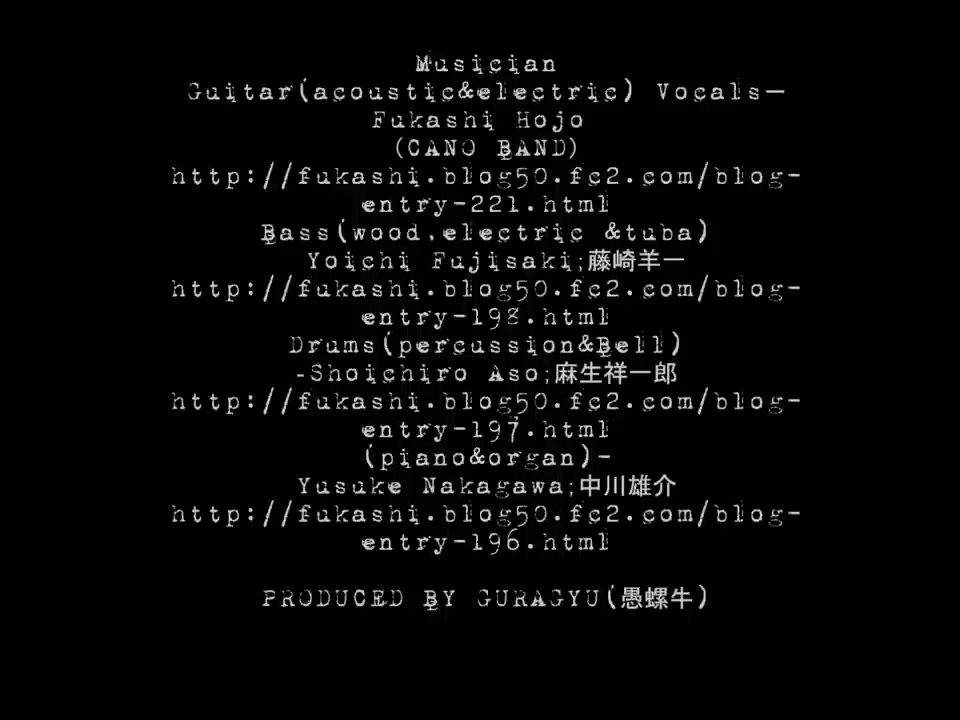 Musician
Guitar(acoustic&electric) Vocals—
Fukashi Hojo
(CANO BAND)
http://fukashi.blog50.fc2.com/blog-
entry-221.html
Bass(wood,electric &tuba)
Yoichi Fujisaki;藤崎羊一
http://fukashi.blog50.fc2.com/blog-
entry-198.html
Drums(percussion&Bell)
-Shoichiro Aso;麻生祥一郎
http://fukashi.blog50.fc2.com/blog-
entry-197.html
(piano&organ)-
Yusuke Nakagawa;中川雄介
http://fukashi.blog50.fc2.com/blog-
entry-196.html
PRODUCED BY GURAGYU(愚螺牛)